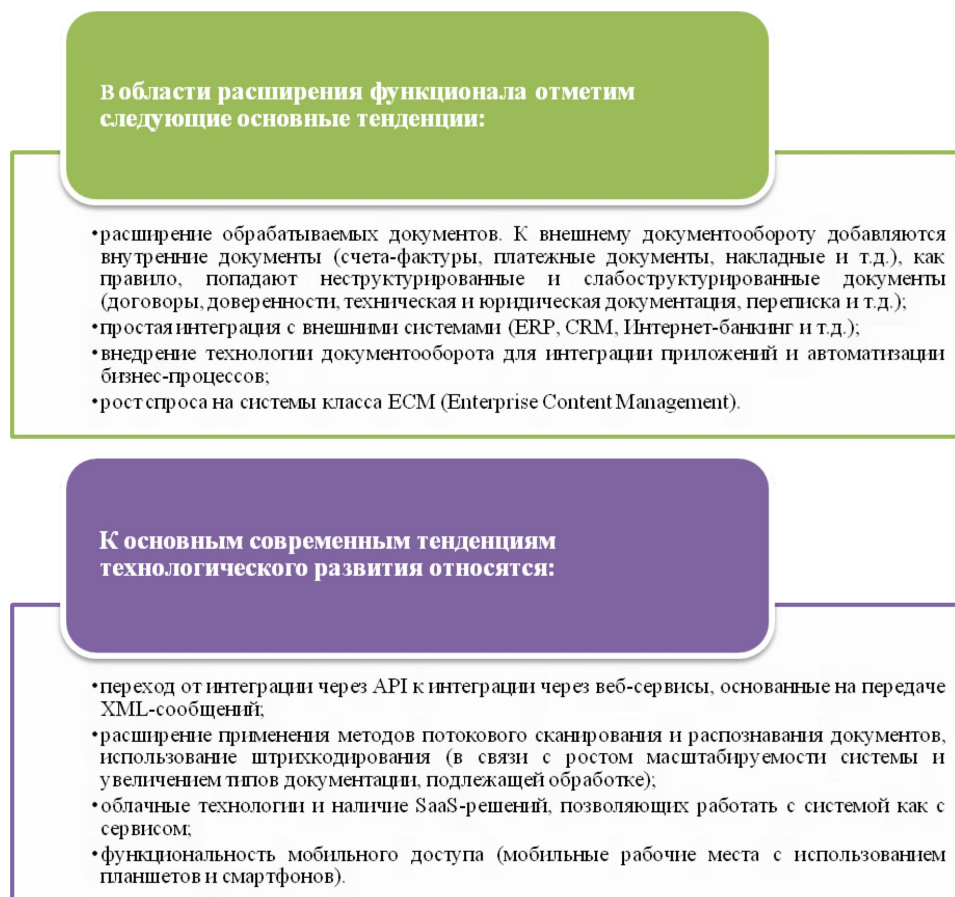 В области расширения функционала отметим
следующие основные тенденции:
•расширение обрабатываемых документов. К внешнему документообороту добавляются
внутренние документы (счета-фактуры, платежные документы, накладные и т.д.), как
правило, попадают неструктурированные и слабоструктурированные документы
(договоры, доверенности, техническая и юридическая документация, переписка и т.д.);
•простая интеграция с внешними системами (ERP, CRM, Интернет-банкинг и т.д.);
•внедрение технологии документооборота для интеграции приложений и автоматизации
бизнес-процессов;
•рост спроса на системы класса ECM (Enterprise Content Management).
К основным современным тенденциям
технологического развития относятся:
•переход от интеграции через API к интеграции через веб-сервисы, основанные на передаче
XML-сообщений;
•расширение применения методов потокового сканирования и распознавания документов,
использование штрихкодирования (в связи с ростом масштабируемости системы и
увеличением типов документации, подлежащей обработке);
•облачные технологии и наличие SaaS-решений, позволяющих работать с системой как с
сервисом;
•функциональность мобильного доступа (мобильные рабочие места с использованием
планшетов и смартфонов).